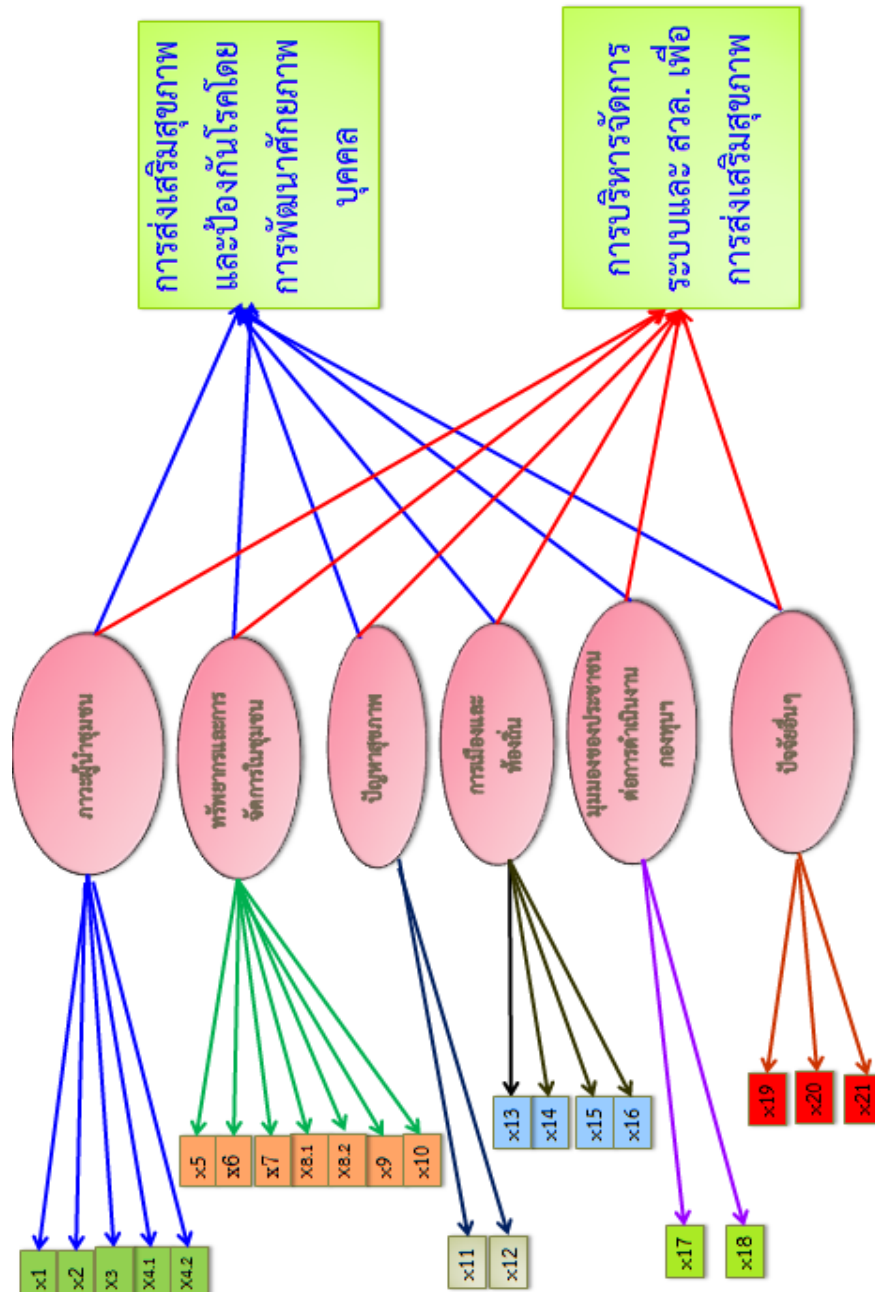 การส่งเสริมสุขภาพ
และป้องกันโรคโดย
การพัฒนาศักยภาพ
บุคคล
การบริหารจัดการ
ระบบและ สวล. เพื่อ
การส่งเสริมสุขภาพ
ภาวะผู้นำชุมชน
ทรัพยากรและการ
จัดการในชุมชน
ปัญหาสุขภาพ
การเมืองและ
ท้องถิ่น
มุมมองของประชาชน
ต่อการดำเนินงาน
กองทุนฯ
ปัจจัยอื่นๆ
x1
x2
x3
x4.1
x4.2
x5
x6
x7
x8.1
x8.2
x9
x10
x11
x12
x13
x14
x15
x16
x17
x18
x19
x20
x21